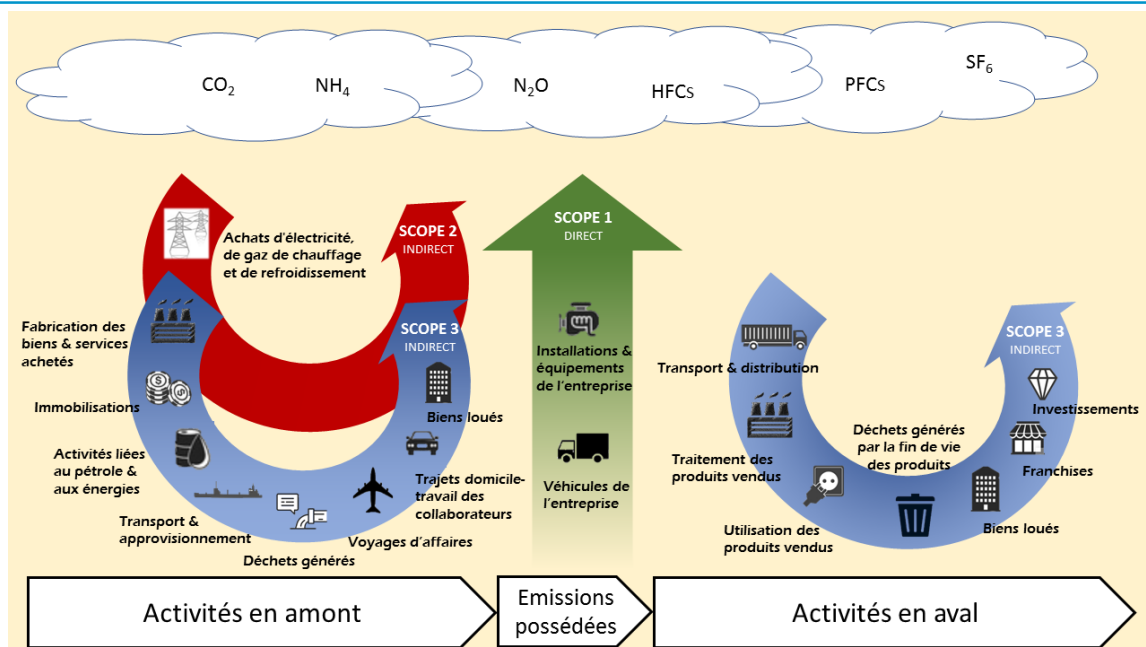 CO₂
NH₄
N₂O
HFCs
PFCs
SF₆
Achats d'électricité,
de gaz de chauffage
et de refroidissement
SCOPE 2
INDIRECT
Fabrication des
biens & services
achetés
Immobilisations
Activités liées
au pétrole &
aux énergies
Transport &
approvisionnement
Déchets générés
Voyages d'affaires
Trajets domicile-
travail des
collaborateurs
Biens loués
SCOPE 3
INDIRECT
SCOPE 1
DIRECT
Installations &
équipements
de l'entreprise
Véhicules de
l'entreprise
Transport & distribution
Traitement des
produits vendus
Utilisation des
produits vendus
Déchets générés
par la fin de vie
des produits
Biens loués
Franchises
Investissements
SCOPE 3
INDIRECT
Activités en amont
Emissions
possédées
Activités en aval